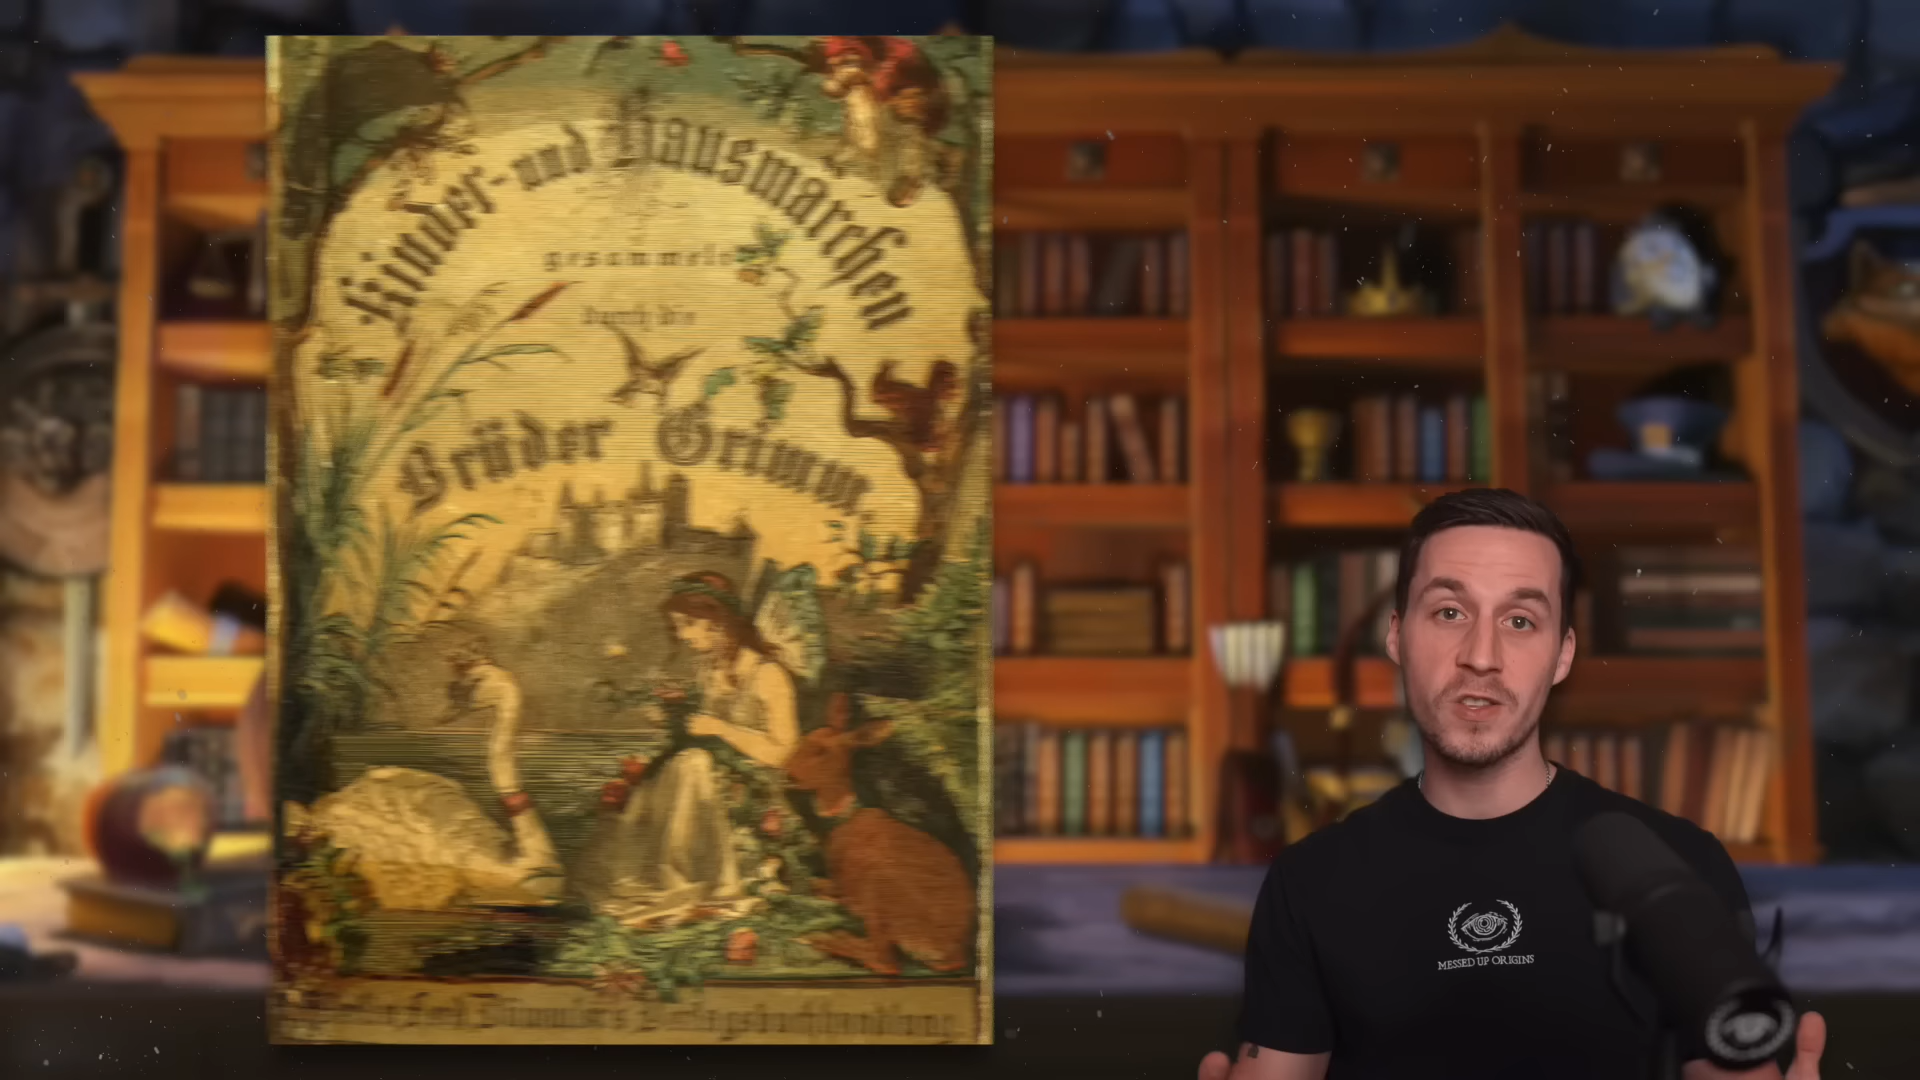 Kinder- und Hausmärchen
gesammelt
durch die
Brüder Grimm.
MESSED UP ORIGINS